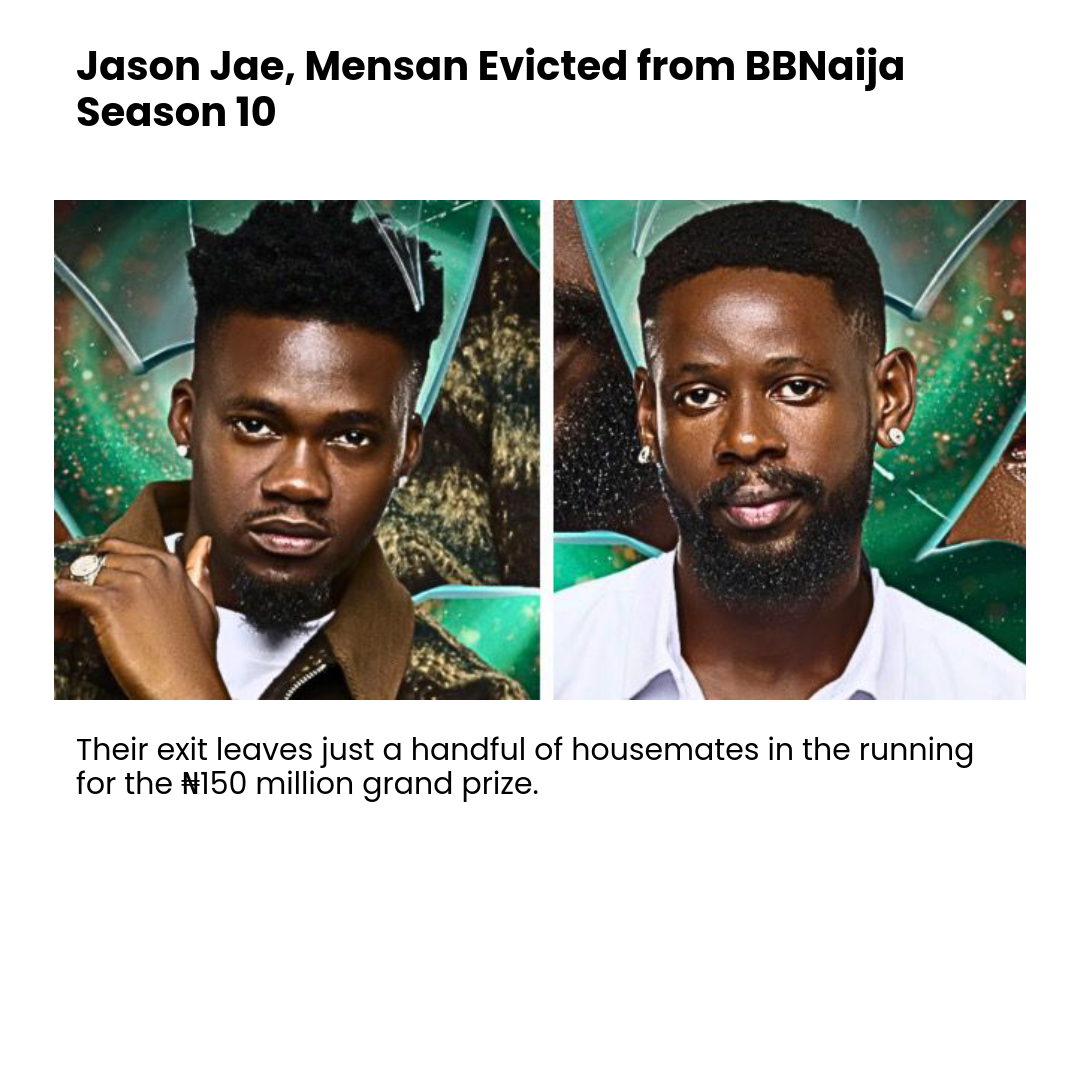 Jason Jae, Mensan Evicted from BBNaija
Season 10
Their exit leaves just a handful of housemates in the running
for the ₦150 million grand prize.